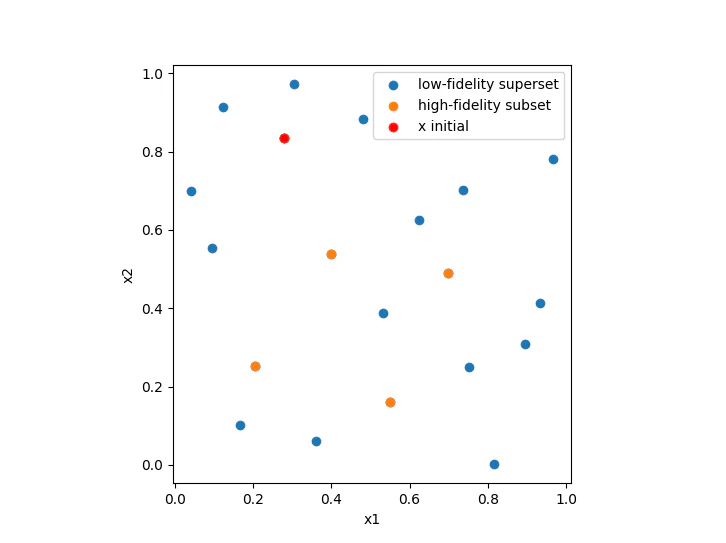 low-fidelity superset
high-fidelity subset
x initial
1.0
0.8
0.6
0.4
0.2
0.0
x2
0.0 0.2 0.4 0.6 0.8 1.0
x1